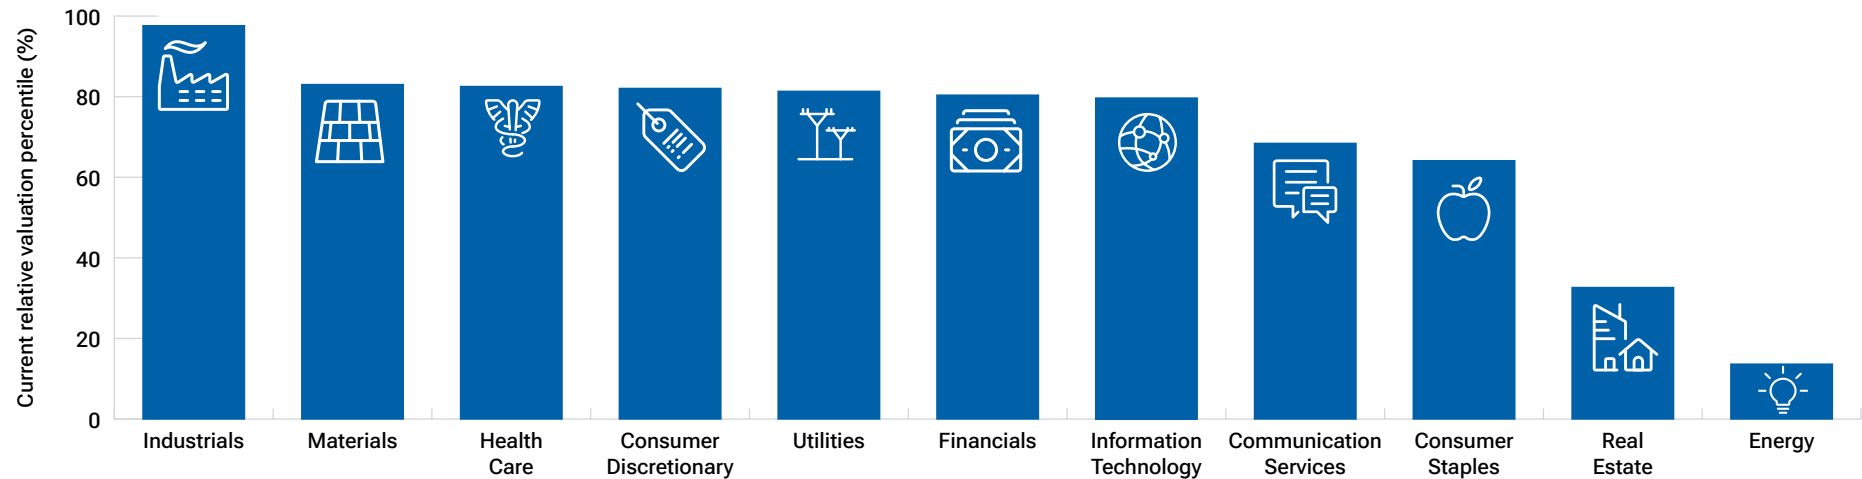 Current relative valuation percentile (%)
100
80
60
40
20
0
Industrials
Materials
Health
Care
Consumer
Discretionary
Utilities
Financials
Information
Technology
Communication
Services
Consumer
Staples
Real
Estate
Energy